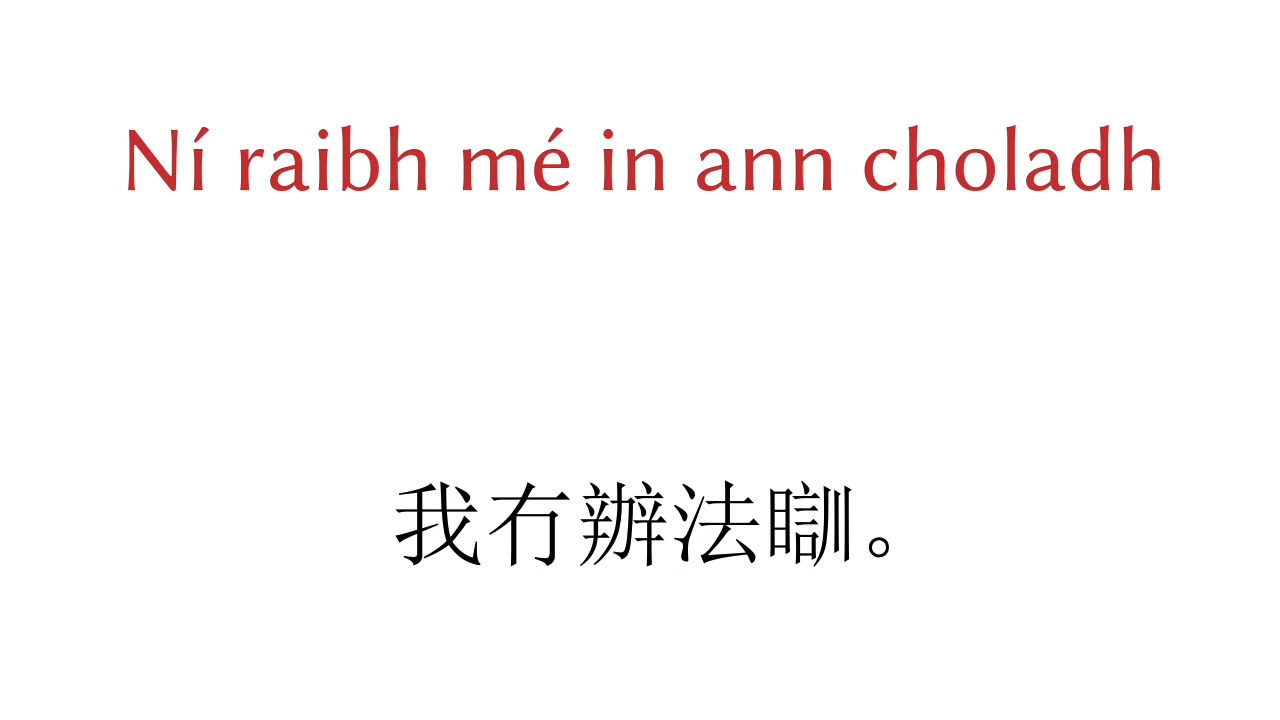 Ní raibh mé in ann choladh
我冇辦法瞓。